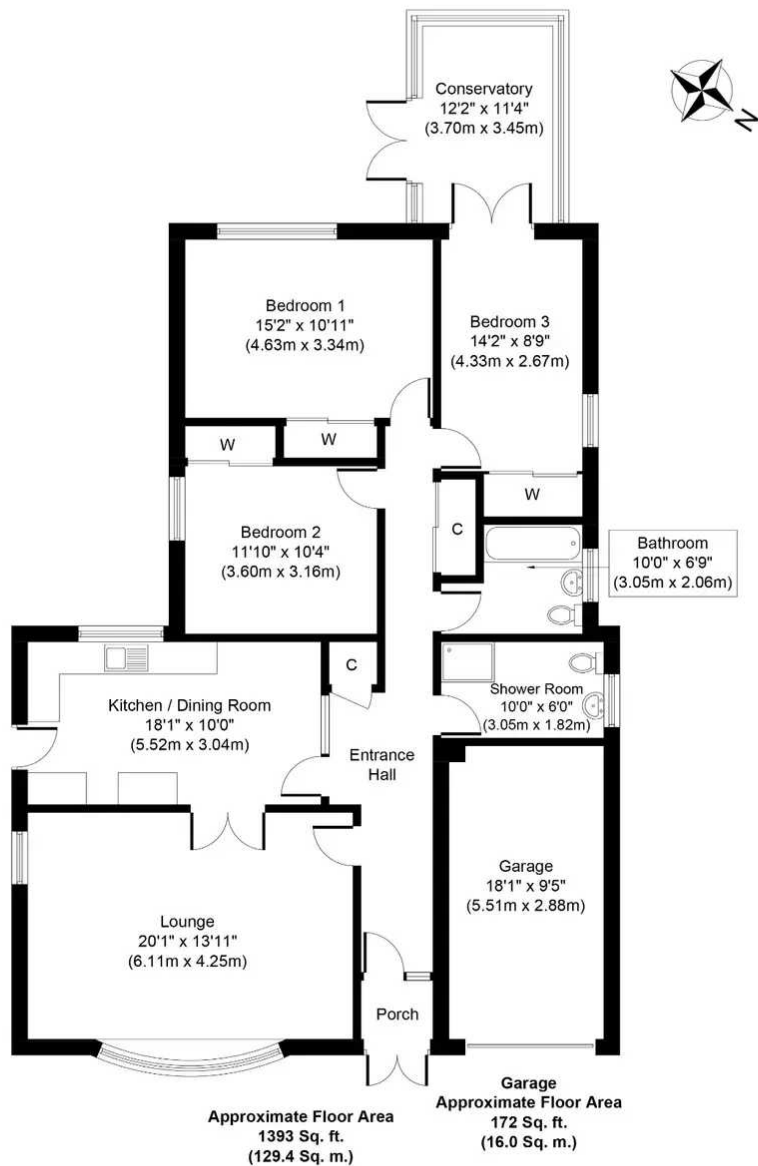 Conservatory
12'2" x 11'4"
(3.70m x 3.45m)
N
Bedroom 1
15'2" x 10'11"
(4.63m x 3.34m)
Bedroom 3
14'2" x 8'9"
(4.33m x 2.67m)
W
W
W
C
Bedroom 2
11'10" x 10'4"
(3.60m x 3.16m)
Bathroom
10'0" x 6'9"
(3.05m x 2.06m)
C
Kitchen / Dining Room
18'1" x 10'0"
(5.52m x 3.04m)
Shower Room
10'0" x 6'0"
(3.05m x 1.82m)
Entrance
Hall
Garage
18'1" x 9'5"
(5.51m x 2.88m)
Lounge
20'1" x 13'11"
(6.11m x 4.25m)
Porch
Approximate Floor Area
1393 Sq. ft.
(129.4 Sq. m.)
Garage
Approximate Floor Area
172 Sq. ft.
(16.0 Sq. m.)